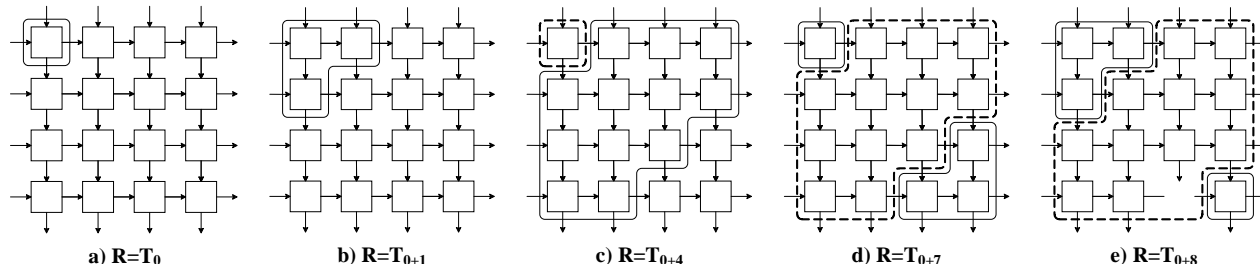 a) R=T₀
b) R=T₀₊₁
c) R=T₀₊₄
d) R=T₀₊₇
e) R=T₀₊₈